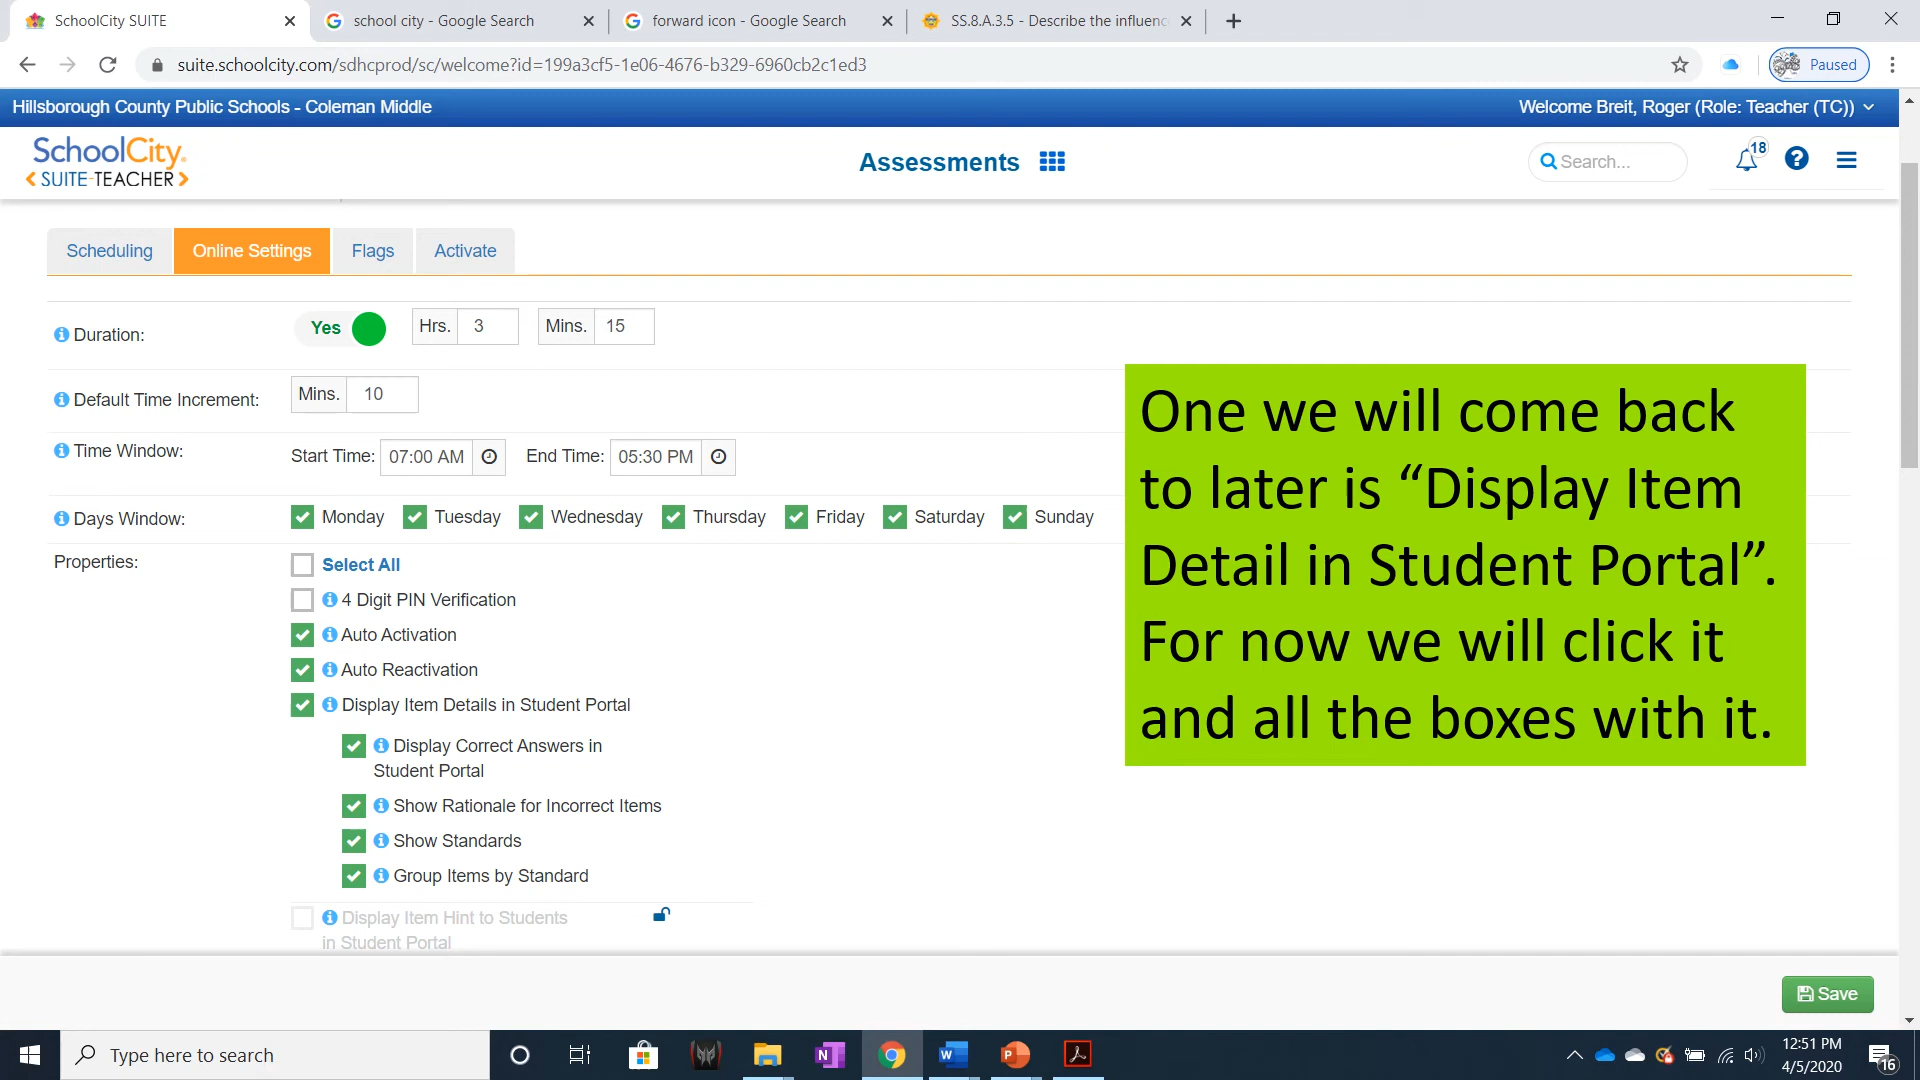 SchoolCity SUITE
school city - Google Search
forward icon - Google Search
SS.8.A.3.5 - Describe the influenc
suite.schoolcity.com/sdhcprod/sc/welcome?id=199a3cf5-1e06-4676-b329-6960cb2c1ed3
Paused
Hillsborough County Public Schools - Coleman Middle
Welcome Breit, Roger (Role: Teacher (TC))
SchoolCity
SUITE-TEACHER
Assessments
Search...
18
Scheduling
Online Settings
Flags
Activate
Duration:
Yes
Hrs. 3
Mins. 15
Default Time Increment:
Mins. 10
Time Window:
Start Time: 07:00 AM
End Time: 05:30 PM
Days Window:
Monday
Tuesday
Wednesday
Thursday
Friday
Saturday
Sunday
Properties:
Select All
4 Digit PIN Verification
Auto Activation
Auto Reactivation
Display Item Details in Student Portal
Display Correct Answers in
Student Portal
Show Rationale for Incorrect Items
Show Standards
Group Items by Standard
Display Item Hint to Students
in Student Portal
One we will come back
to later is “Display Item
Detail in Student Portal”.
For now we will click it
and all the boxes with it.
Save
Type here to search
12:51 PM
4/5/2020
16